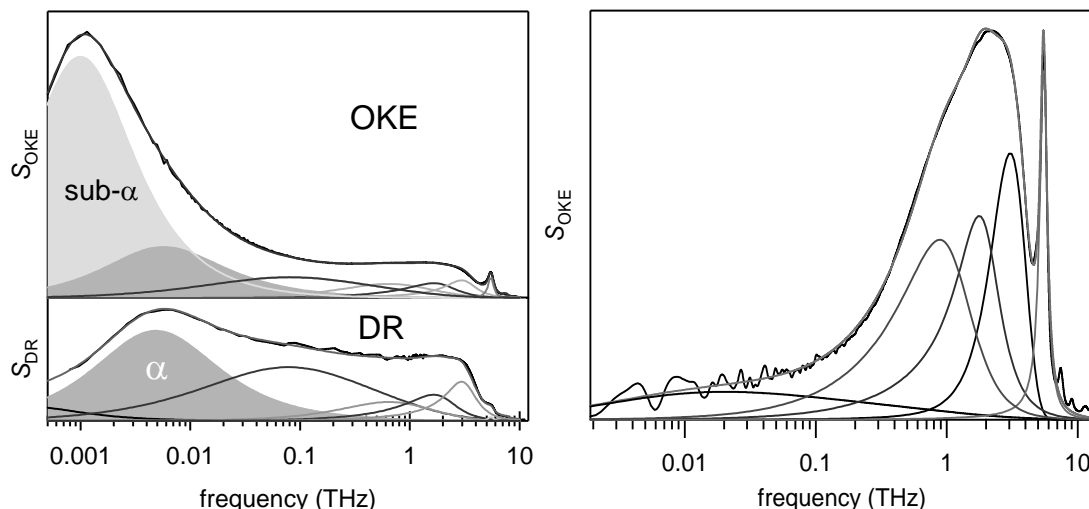 OKE
S_OKE
sub-α
DR
S_DR
α
0.001 0.01 0.1 1 10
frequency (THz)
S_OKE
0.01 0.1 1 10
frequency (THz)